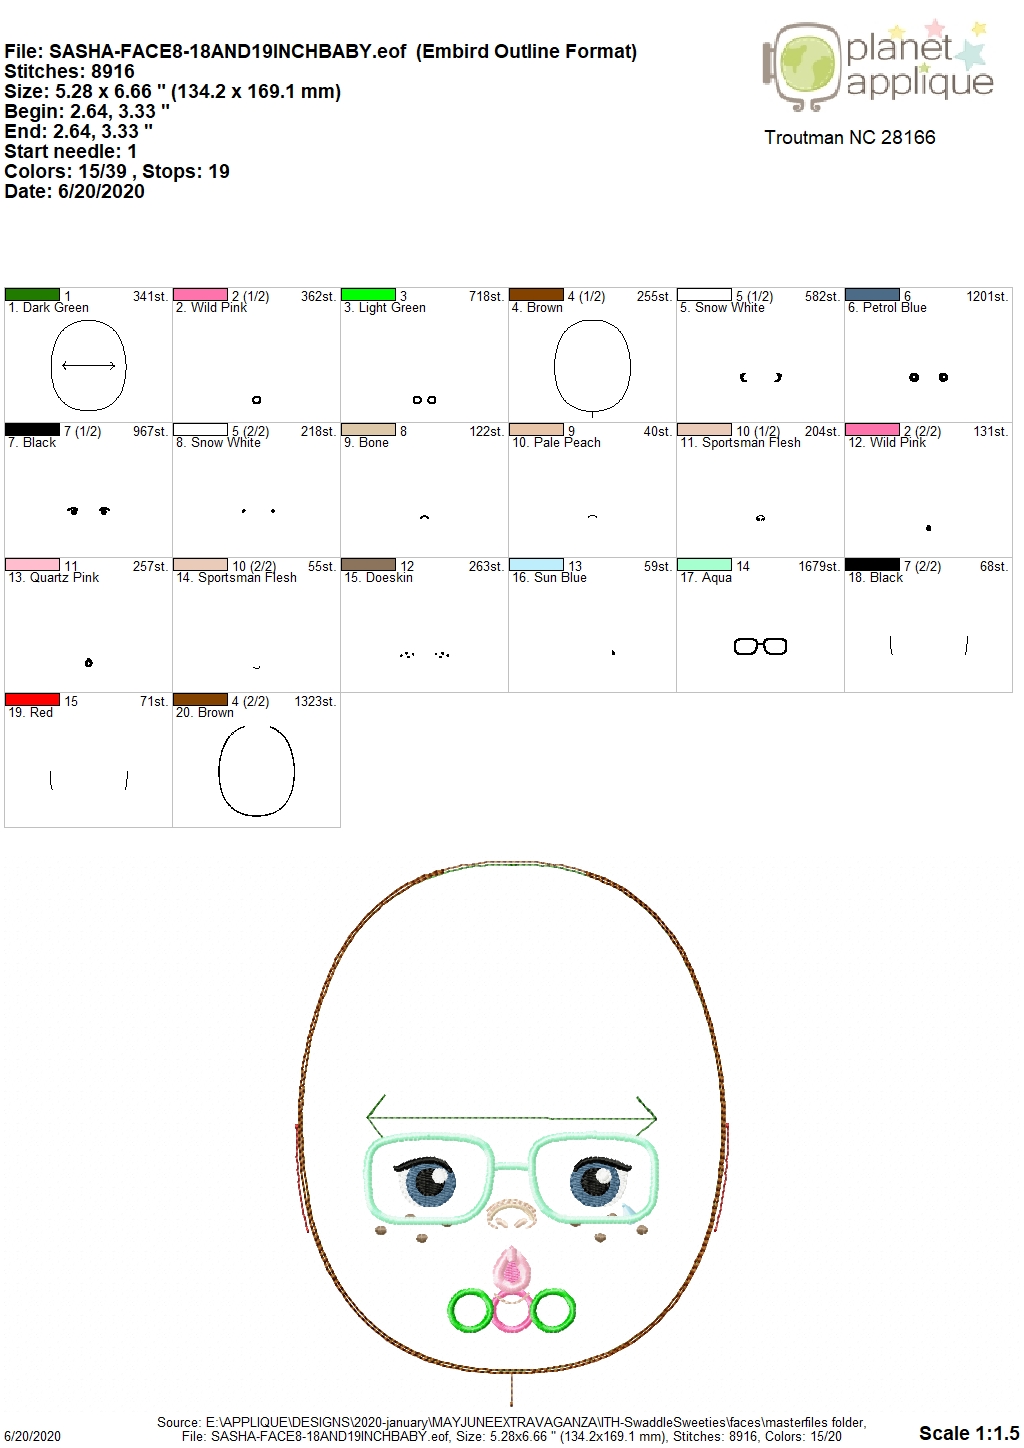 File: SASHA-FACE8-18AND19INCHBABY.eof (Embird Outline Format)
Stitches: 8916
Size: 5.28 x 6.66 " (134.2 x 169.1 mm)
Begin: 2.64, 3.33 "
End: 2.64, 3.33 "
Start needle: 1
Colors: 15/39 , Stops: 19
Date: 6/20/2020
planet
applique
Troutman NC 28166
1 341st. 2 (1/2) 362st. 3 718st. 4 (1/2) 255st. 5 (1/2) 582st. 6 1201st.
1. Dark Green 2. Wild Pink 3. Light Green 4. Brown 5. Snow White 6. Petrol Blue
7 (1/2) 967st. 5 (2/2) 218st. 8 122st. 9 40st. 10 (1/2) 204st. 2 (2/2) 131st.
7. Black 8. Snow White 9. Bone 10. Pale Peach 11. Sportsman Flesh 12. Wild Pink
11 257st. 10 (2/2) 55st. 12 263st. 13 59st. 14 1679st. 7 (2/2) 68st.
13. Quartz Pink 14. Sportsman Flesh 15. Doeskin 16. Sun Blue 17. Aqua 18. Black
15 71st. 4 (2/2) 1323st.
19. Red 20. Brown
Source: E:\APPLIQUE\DESIGNS\2020-january\MAYJUNEEXTRAVAGANZA\ITH-SwaddleSweeties\faces\masterfiles folder,
6/20/2020 File: SASHA-FACE8-18AND19INCHBABY.eof, Size: 5.28x6.66 " (134.2x169.1 mm), Stitches: 8916, Colors: 15/20 Scale 1:1.5